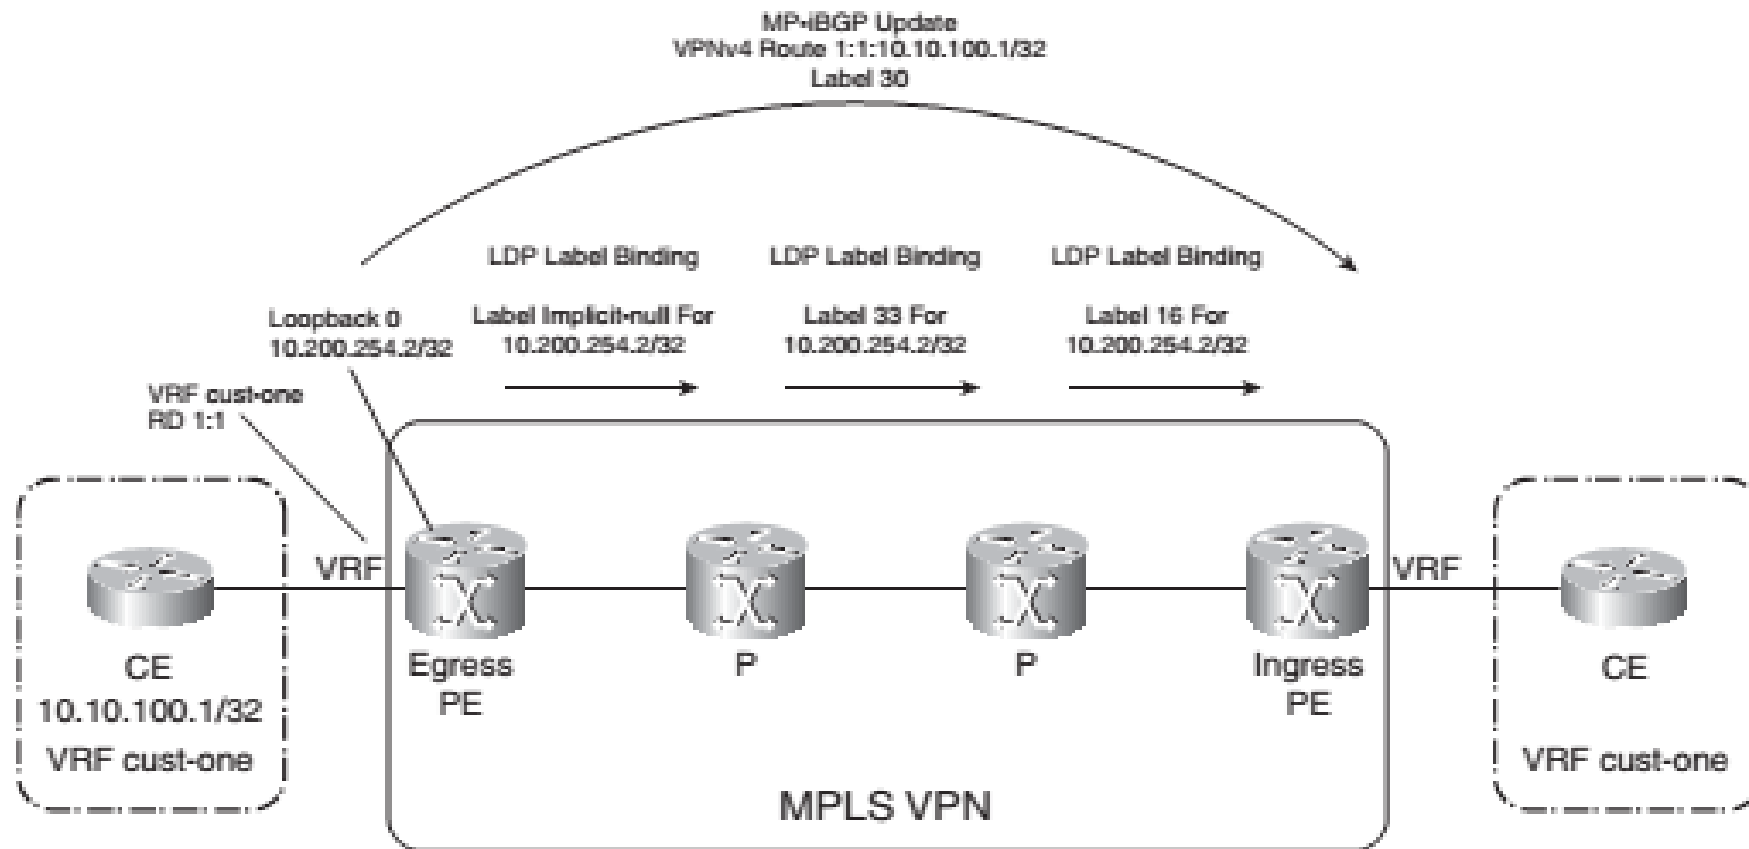 MP-iBGP Update
VPNv4 Route 1:1:10.10.100.1/32
Label 30
LDP Label Binding
LDP Label Binding
LDP Label Binding
Loopback 0
10.200.254.2/32
Label Implicit-null For
10.200.254.2/32
Label 33 For
10.200.254.2/32
Label 16 For
10.200.254.2/32
VRF cust-one
RD 1:1
VRF
VRF
CE
10.10.100.1/32
VRF cust-one
Egress
PE
P
P
Ingress
PE
CE
VRF cust-one
MPLS VPN